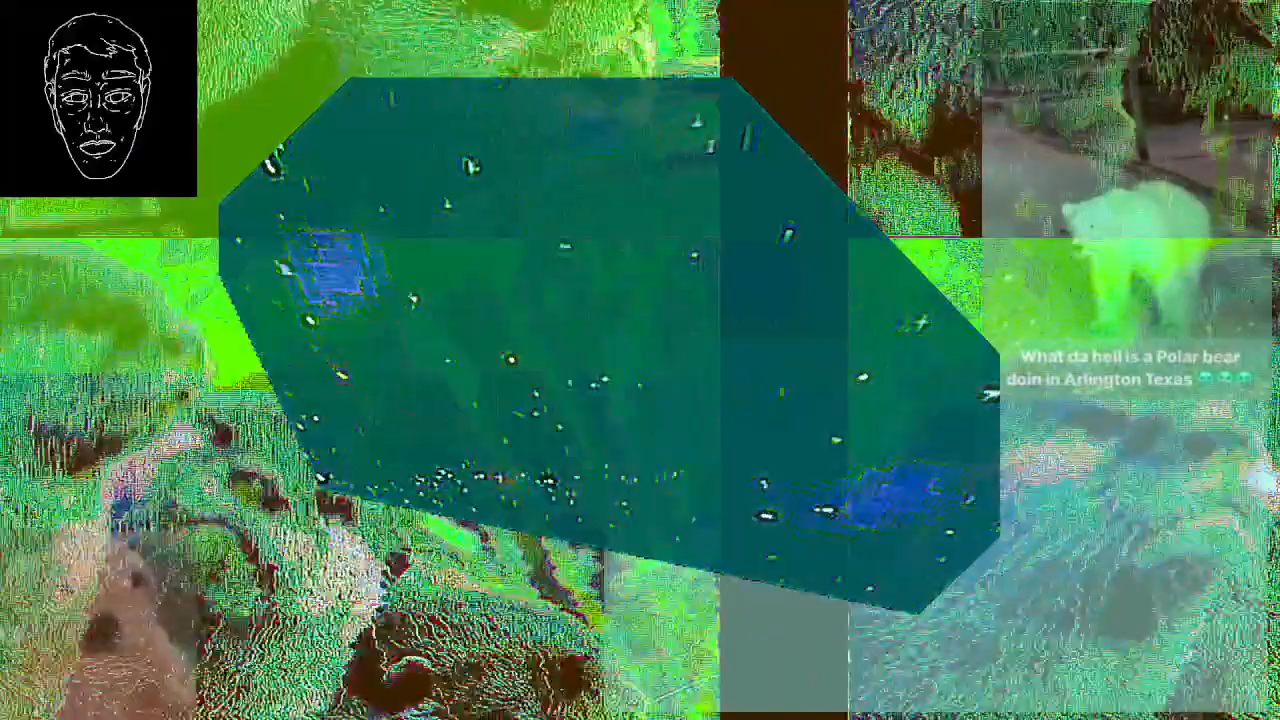 What da hell is a Polar bear
doin in Arlington Texas 💀💀💀